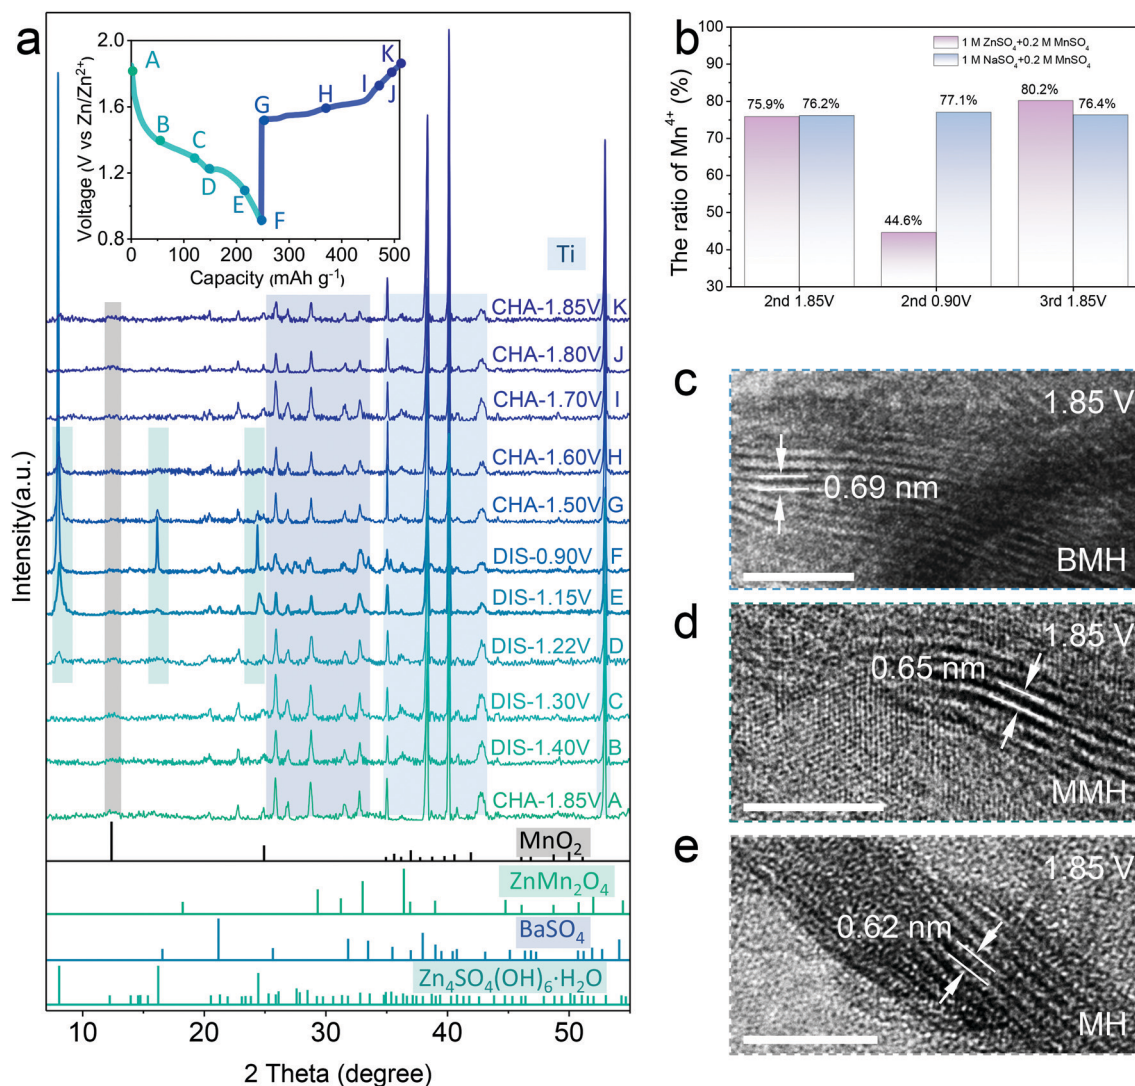 a
2.0
1.6
1.2
0.8
Voltage (V vs Zn/Zn²⁺)
0 100 200 300 400 500
Capacity (mAh g⁻¹)
A
B
C
D
E
F
G
H
I
J
K
Ti
CHA-1.85V K
CHA-1.80V J
CHA-1.70V I
CHA-1.60V H
CHA-1.50V G
DIS-0.90V F
DIS-1.15V E
DIS-1.22V D
DIS-1.30V C
DIS-1.40V B
CHA-1.85V A
MnO₂
ZnMn₂O₄
BaSO₄
Zn₄SO₄(OH)₆·H₂O
Intensity(a.u.)
10 20 30 40 50
2 Theta (degree)
b
100
90
80
70
60
50
40
30
The ratio of Mn⁴⁺ (%)
1 M ZnSO₄+0.2 M MnSO₄
1 M NaSO₄+0.2 M MnSO₄
75.9% 76.2%
44.6%
77.1%
80.2%
76.4%
2nd 1.85V 2nd 0.90V 3rd 1.85V
c
1.85 V
0.69 nm
BMH
d
1.85 V
0.65 nm
MMH
e
1.85 V
0.62 nm
MH